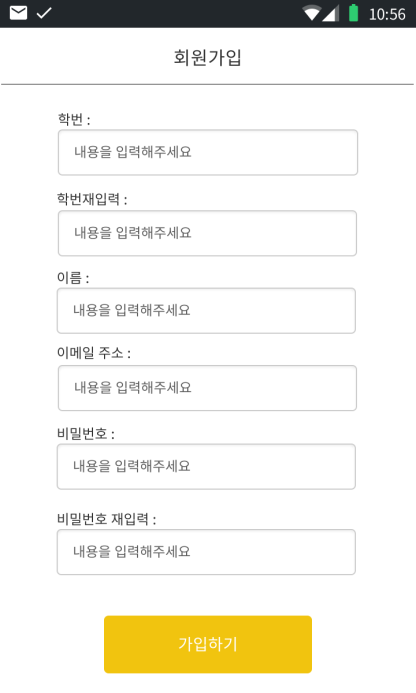 10:56
회원가입
학번 :
내용을 입력해주세요
학번재입력 :
내용을 입력해주세요
이름 :
내용을 입력해주세요
이메일 주소 :
내용을 입력해주세요
비밀번호 :
내용을 입력해주세요
비밀번호 재입력 :
내용을 입력해주세요
가입하기